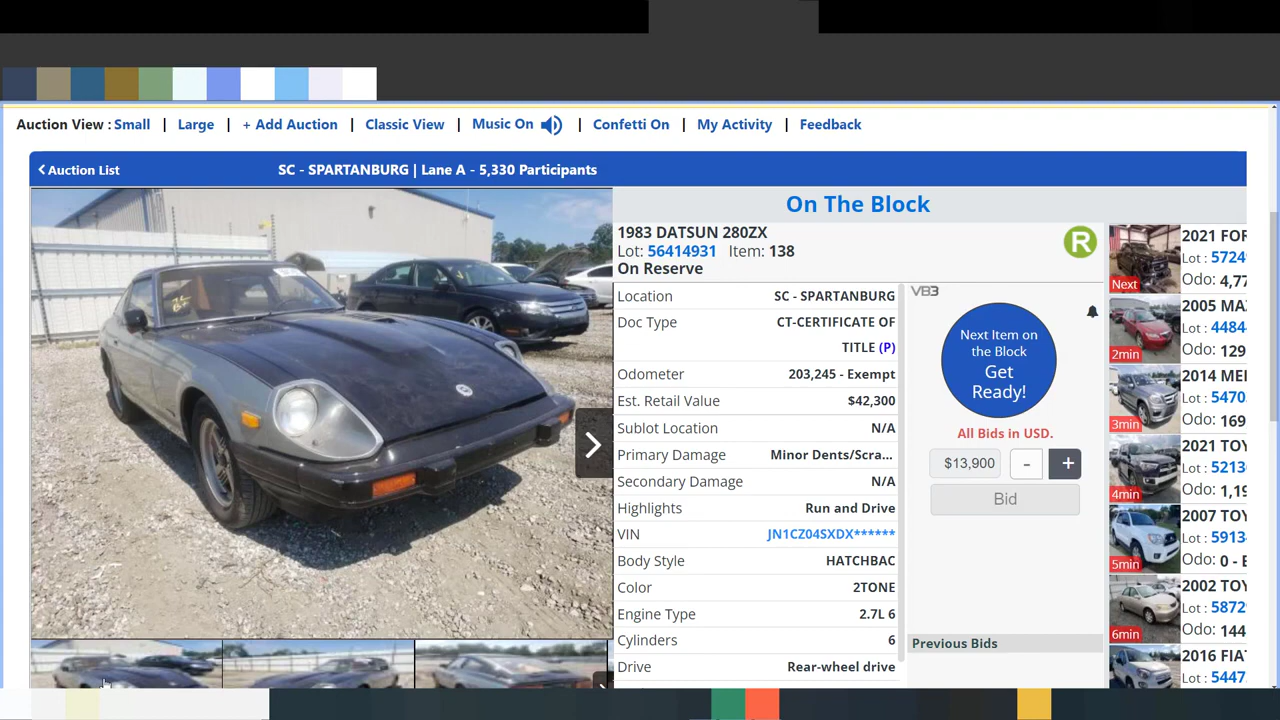 Auction View : Small | Large | + Add Auction | Classic View | Music On | Confetti On | My Activity | Feedback
Auction List
SC - SPARTANBURG | Lane A - 5,330 Participants
On The Block
1983 DATSUN 280ZX
Lot: 56414931 Item: 138
On Reserve
R
Location SC - SPARTANBURG
Doc Type CT-CERTIFICATE OF
TITLE (P)
Odometer 203,245 - Exempt
Est. Retail Value $42,300
Sublot Location N/A
Primary Damage Minor Dents/Scra...
Secondary Damage N/A
Highlights Run and Drive
VIN JN1CZ04SXDX******
Body Style HATCHBAC
Color 2TONE
Engine Type 2.7L 6
Cylinders 6
Drive Rear-wheel drive
VB3
Next Item on
the Block
Get
Ready!
All Bids in USD.
$13,900 - +
Bid
Previous Bids
2021 FOR
Lot : 5724
Odo: 4,77
Next
2005 MA
Lot : 4484
Odo: 129
2min
2014 MER
Lot : 5470
Odo: 169
3min
2021 TOY
Lot : 5213
Odo: 1,19
4min
2007 TOY
Lot : 5913
Odo: 0 - E
5min
2002 TOY
Lot : 5872
Odo: 144
6min
2016 FIAT
Lot : 5447